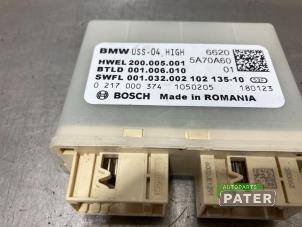 BMW USS-04, HIGH 6620
HWEL 200.005.001 5A70A60
BTLD 001.006.010 01
SWFL 001.032.002 102 135-10
0 217 000 374 1050205 180123
BOSCH Made in ROMANIA
AUTOPARTS
PATER